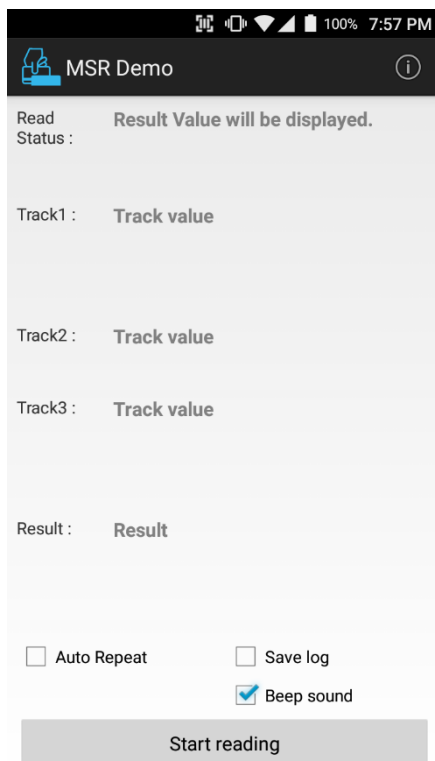 100% 7:57 PM
MSR Demo
Read Status : Result Value will be displayed.
Track1 : Track value
Track2 : Track value
Track3 : Track value
Result : Result
Auto Repeat Save log
Beep sound
Start reading